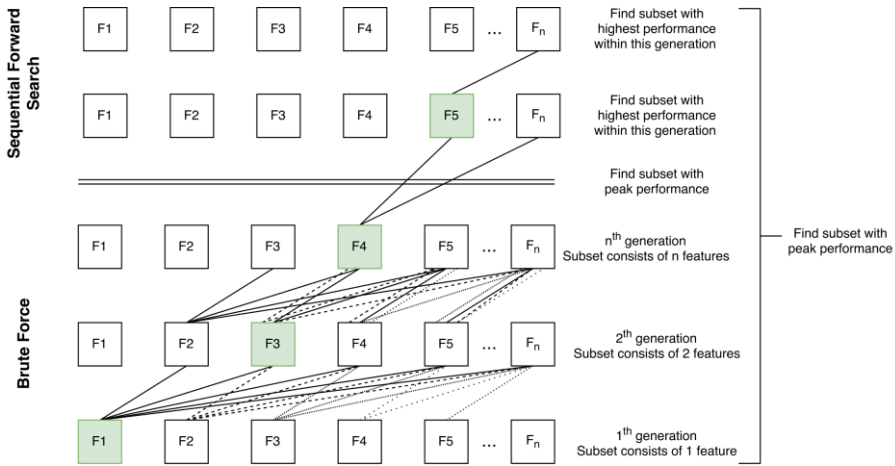 Sequential Forward
Search
F1 F2 F3 F4 F5 ... Fn
Find subset with
highest performance
within this generation
F1 F2 F3 F4 F5 ... Fn
Find subset with
highest performance
within this generation
Find subset with
peak performance
Brute Force
F1 F2 F3 F4 F5 ... Fn
nth generation
Subset consists of n features
F1 F2 F3 F4 F5 ... Fn
2th generation
Subset consists of 2 features
F1 F2 F3 F4 F5 ... Fn
1th generation
Subset consists of 1 feature
Find subset with
peak performance